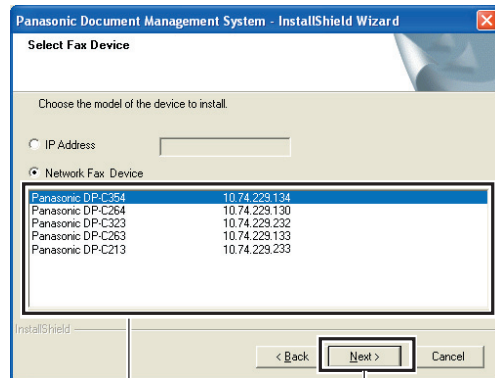 Panasonic Document Management System - InstallShield Wizard
Select Fax Device
Choose the model of the device to install.
IP Address
Network Fax Device
Panasonic DP-C354 10.74.229.134
Panasonic DP-C264 10.74.229.130
Panasonic DP-C323 10.74.229.232
Panasonic DP-C263 10.74.229.133
Panasonic DP-C213 10.74.229.233
InstallShield
< Back Next > Cancel